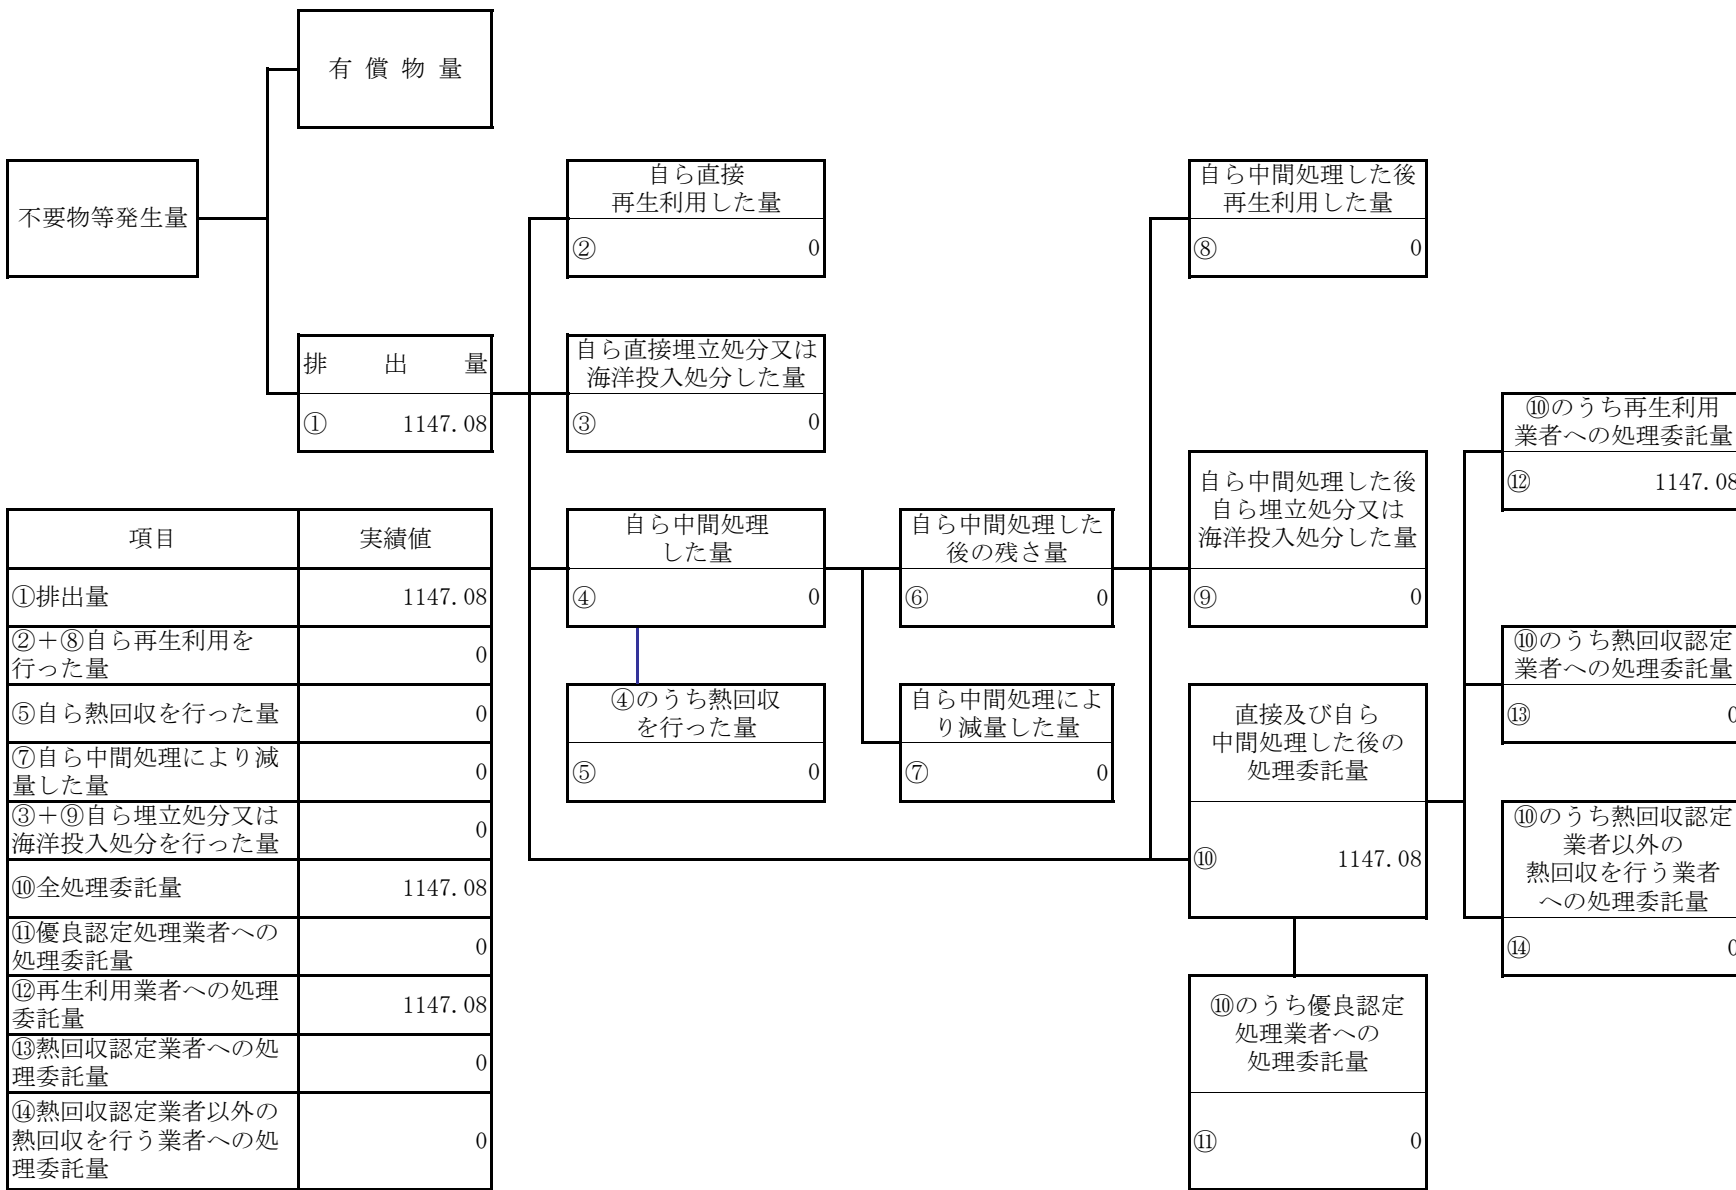 有償物量
不要物等発生量
自ら直接
再生利用した量
② 0
自ら中間処理した後
再生利用した量
⑧ 0
排出量
① 1147.08
自ら直接埋立処分又は
海洋投入処分した量
③ 0
⑩のうち再生利用
業者への処理委託量
⑫ 1147.08
自ら中間処理した後
自ら埋立処分又は
海洋投入処分した量
⑨ 0
自ら中間処理
した量
④ 0
自ら中間処理した
後の残さ量
⑥ 0
⑩のうち熱回収認定
業者への処理委託量
⑬ 0
④のうち熱回収
を行った量
⑤ 0
自ら中間処理によ
り減量した量
⑦ 0
直接及び自ら
中間処理した後の
処理委託量
⑩ 1147.08
⑩のうち熱回収認定
業者以外の
熱回収を行う業者
への処理委託量
⑭ 0
⑩のうち優良認定
処理業者への
処理委託量
⑪ 0
項目 実績値
①排出量 1147.08
②+⑧自ら再生利用を
行った量 0
⑤自ら熱回収を行った量 0
⑦自ら中間処理により減
量した量 0
③+⑨自ら埋立処分又は
海洋投入処分を行った量 0
⑩全処理委託量 1147.08
⑪優良認定処理業者への
処理委託量 0
⑫再生利用業者への処理
委託量 1147.08
⑬熱回収認定業者への処
理委託量 0
⑭熱回収認定業者以外の
熱回収を行う業者への処
理委託量 0